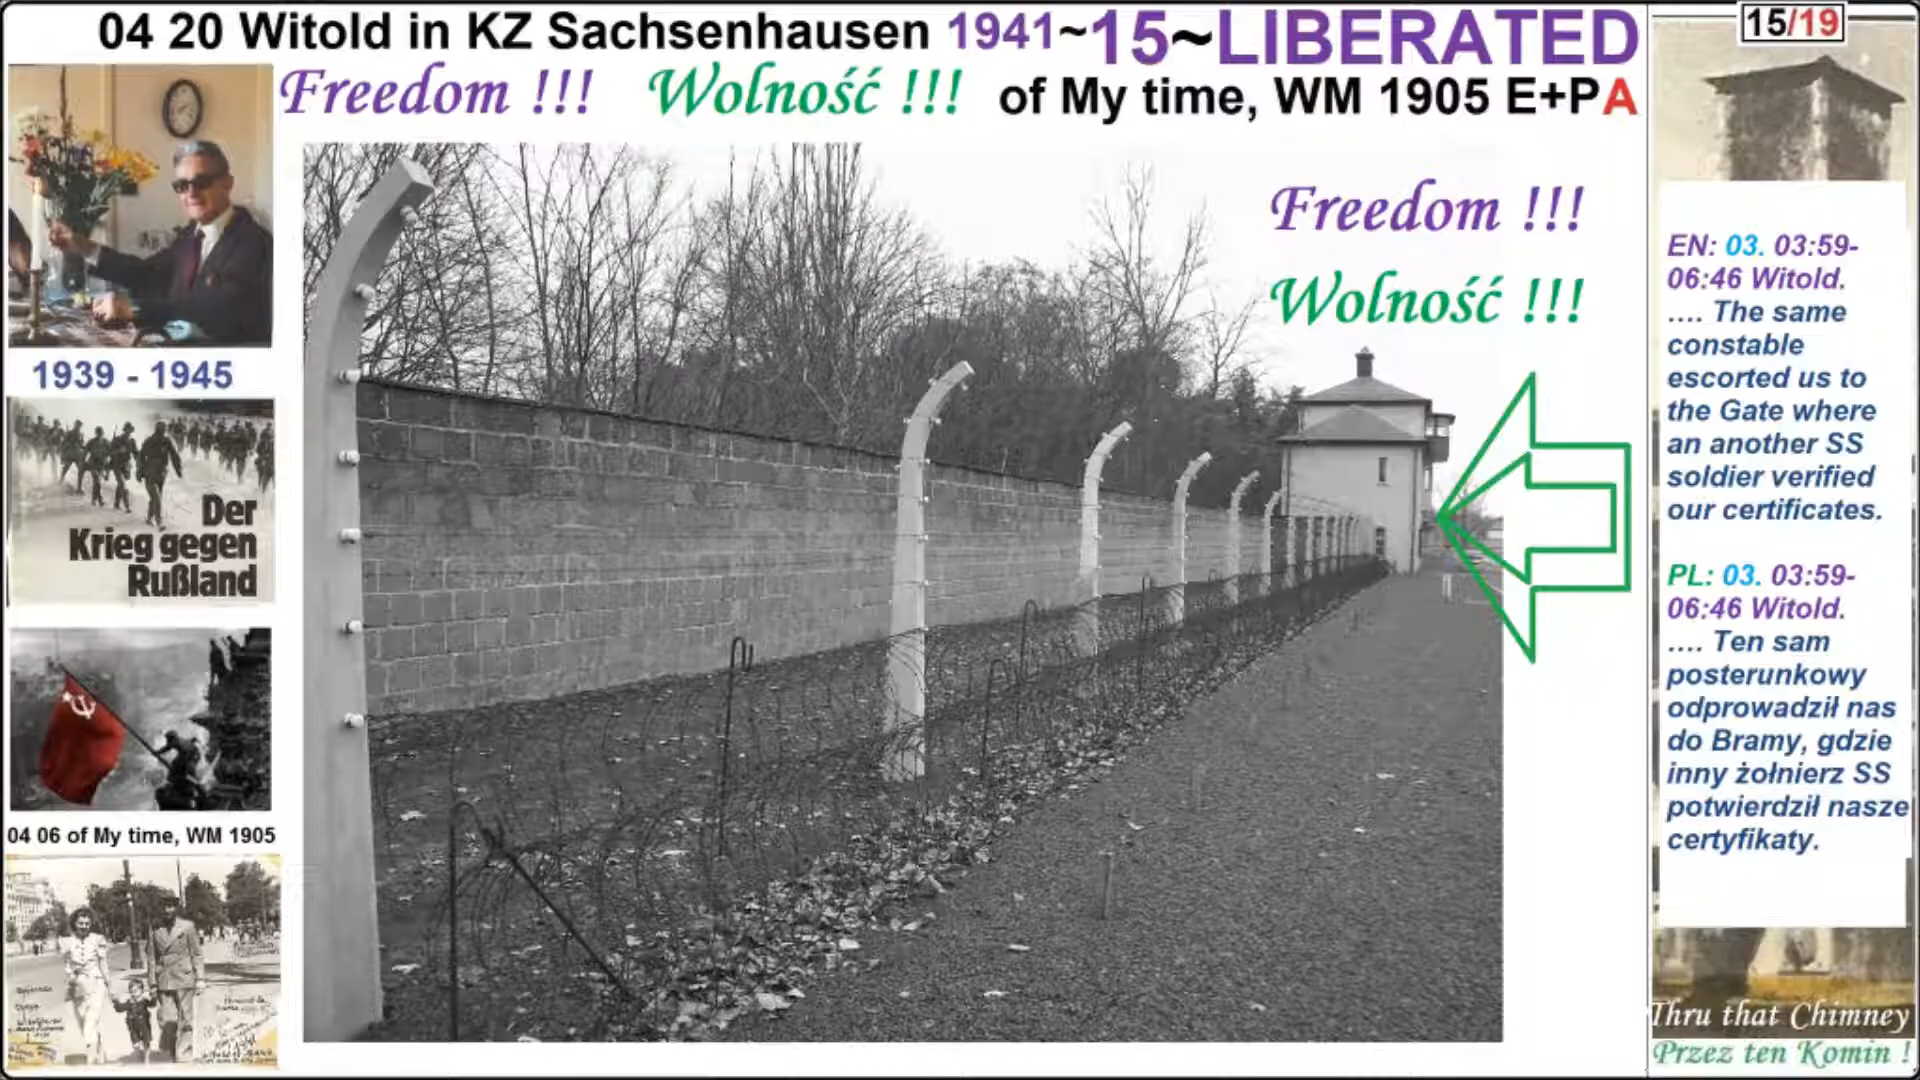 04 20 Witold in KZ Sachsenhausen 1941~15~LIBERATED
Freedom !!! Wolność !!! of My time, WM 1905 E+PA
15/19
Freedom !!!
Wolność !!!
1939 - 1945
Der
Krieg gegen
Rußland
04 06 of My time, WM 1905
EN: 03. 03:59-
06:46 Witold.
.... The same
constable
escorted us to
the Gate where
an another SS
soldier verified
our certificates.
PL: 03. 03:59-
06:46 Witold.
.... Ten sam
posterunkowy
odprowadził nas
do Bramy, gdzie
inny żołnierz SS
potwierdził nasze
certyfikaty.
Thru that Chimney
Przez ten Komin !